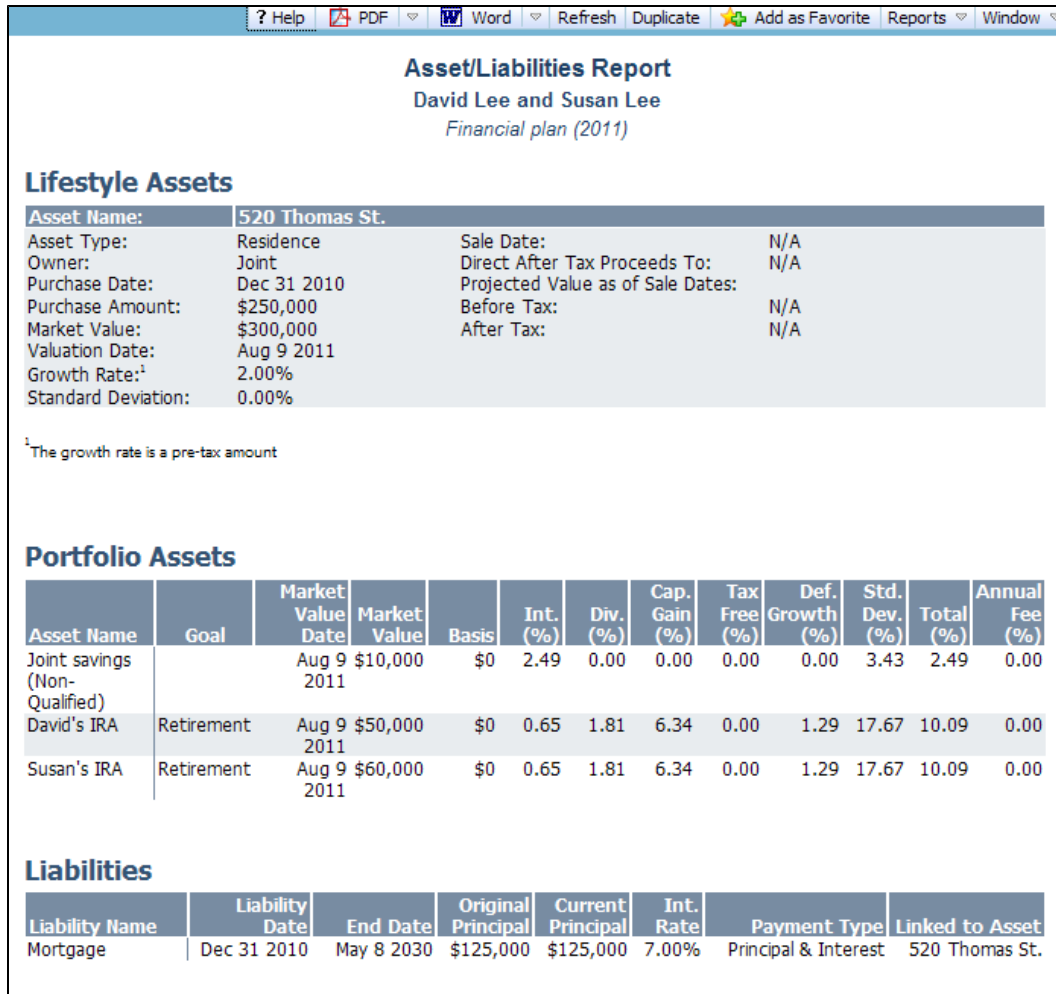 ? Help PDF Word Refresh Duplicate Add as Favorite Reports Window
Asset/Liabilities Report
David Lee and Susan Lee
Financial plan (2011)
Lifestyle Assets
Asset Name: 520 Thomas St.
Asset Type: Residence Sale Date: N/A
Owner: Joint Direct After Tax Proceeds To: N/A
Purchase Date: Dec 31 2010 Projected Value as of Sale Dates:
Purchase Amount: $250,000 Before Tax: N/A
Market Value: $300,000 After Tax: N/A
Valuation Date: Aug 9 2011
Growth Rate:1 2.00%
Standard Deviation: 0.00%
1The growth rate is a pre-tax amount
Portfolio Assets
Market Cap. Tax Def. Std. Annual
Value Market Int. Div. Gain Free Growth Dev. Total Fee
Asset Name Goal Date Value Basis (%) (%) (%) (%) (%) (%) (%) (%)
Joint savings Aug 9 $10,000 $0 2.49 0.00 0.00 0.00 0.00 3.43 2.49 0.00
(Non- 2011
Qualified)
David's IRA Retirement Aug 9 $50,000 $0 0.65 1.81 6.34 0.00 1.29 17.67 10.09 0.00
2011
Susan's IRA Retirement Aug 9 $60,000 $0 0.65 1.81 6.34 0.00 1.29 17.67 10.09 0.00
2011
Liabilities
Liability Original Current Int.
Liability Name Date End Date Principal Principal Rate Payment Type Linked to Asset
Mortgage Dec 31 2010 May 8 2030 $125,000 $125,000 7.00% Principal & Interest 520 Thomas St.